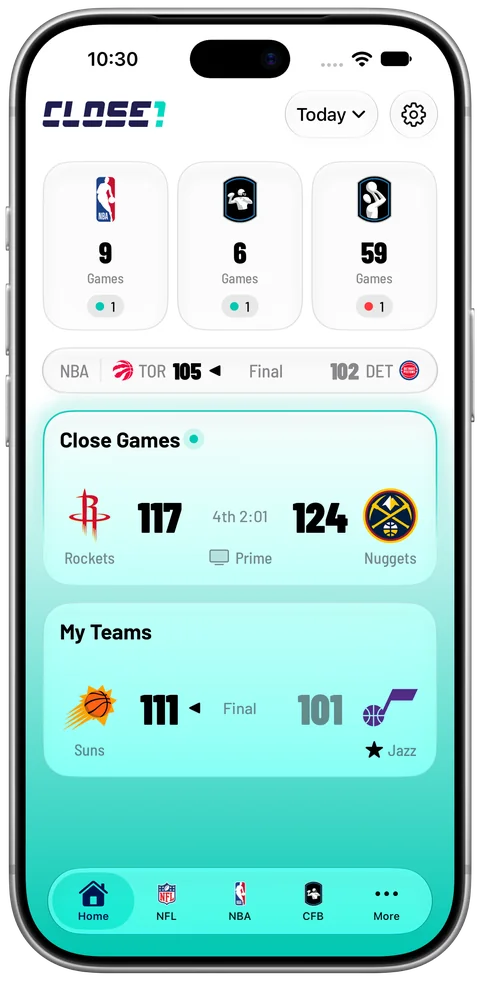 10:30
CLOSE?
Today
NBA
9
Games
1
6
Games
1
59
Games
1
NBA TOR 105 Final 102 DET
Close Games
117 4th 2:01 124
Rockets Prime Nuggets
My Teams
111 Final 101
Suns Jazz
NFL
Home NFL NBA CFB More